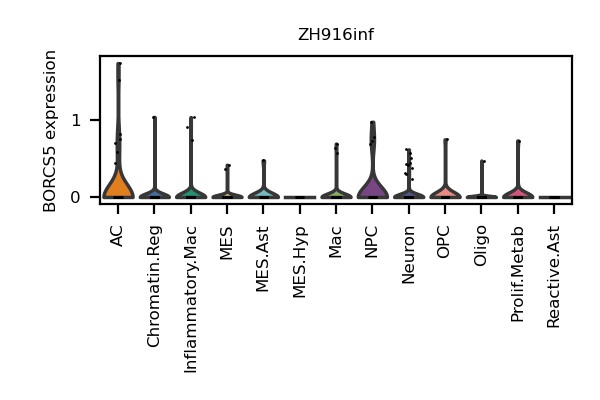 ZH916inf
BORCS5 expression
1
0
AC
Chromatin.Reg
Inflammatory.Mac
MES
MES.Ast
MES.Hyp
Mac
NPC
Neuron
OPC
Oligo
Prolif.Metab
Reactive.Ast